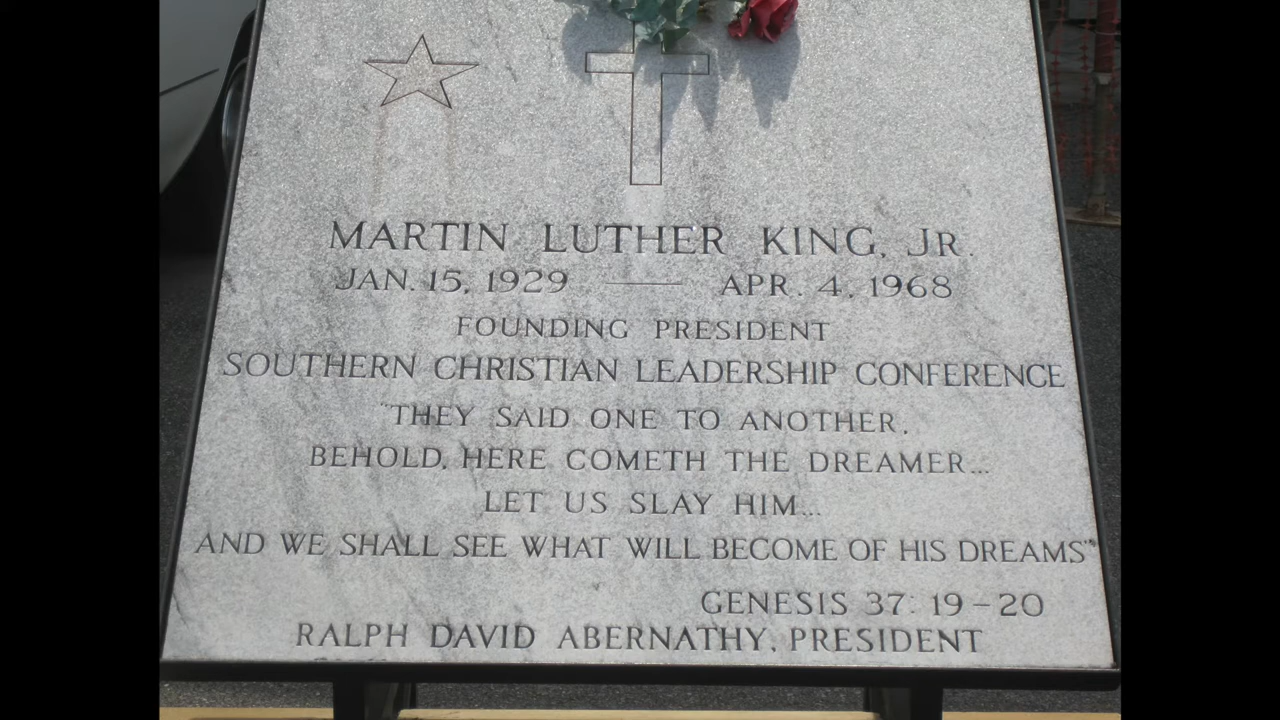 MARTIN LUTHER KING, JR.
JAN. 15, 1929 — APR. 4, 1968
FOUNDING PRESIDENT
SOUTHERN CHRISTIAN LEADERSHIP CONFERENCE
"THEY SAID ONE TO ANOTHER,
BEHOLD, HERE COMETH THE DREAMER...
LET US SLAY HIM...
AND WE SHALL SEE WHAT WILL BECOME OF HIS DREAMS"
GENESIS 37: 19-20
RALPH DAVID ABERNATHY, PRESIDENT